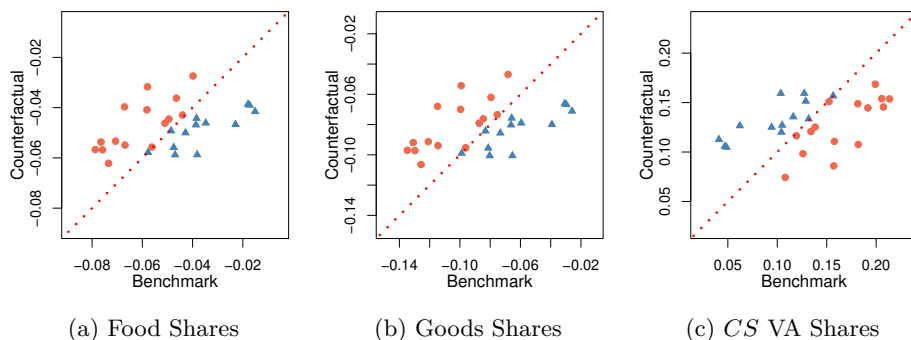 Counterfactual
−0.02
−0.04
−0.06
−0.08
−0.08 −0.06 −0.04 −0.02
Benchmark
(a) Food Shares
Counterfactual
−0.02
−0.06
−0.10
−0.14
−0.14 −0.10 −0.06 −0.02
Benchmark
(b) Goods Shares
Counterfactual
0.20
0.15
0.10
0.05
0.05 0.10 0.15 0.20
Benchmark
(c) CS VA Shares